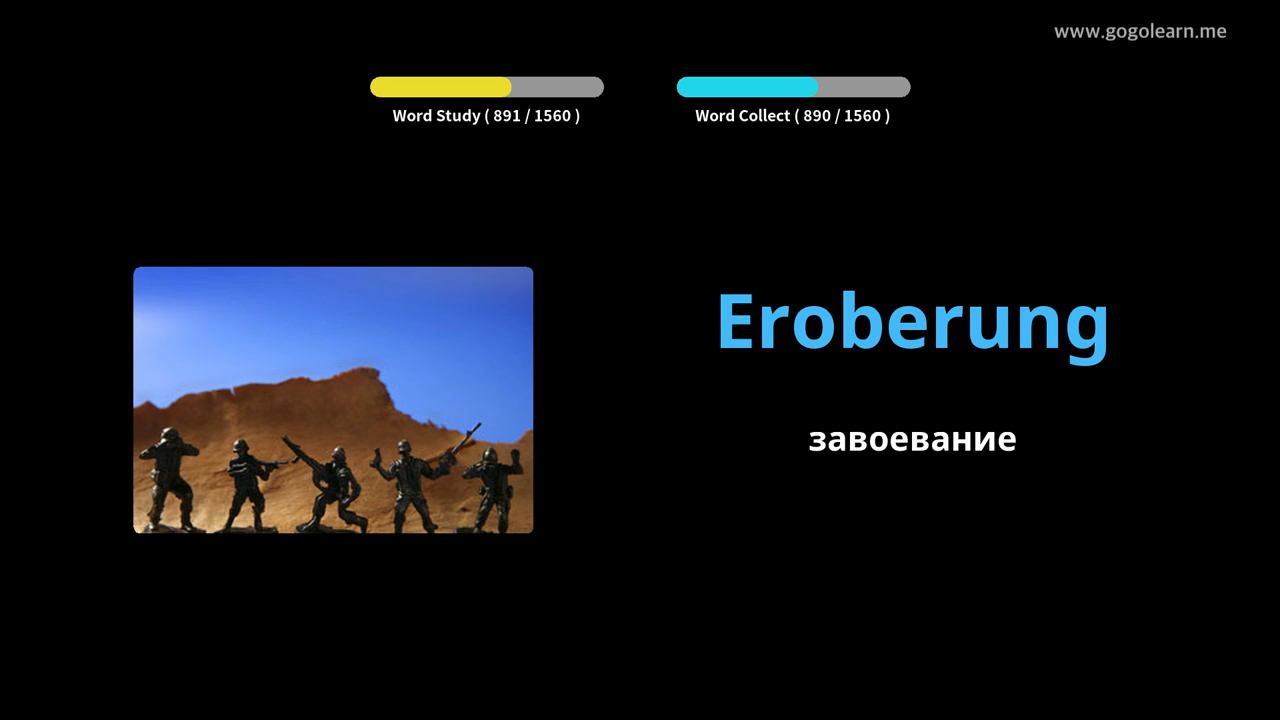 www.gogolearn.me
Word Study ( 891 / 1560 )
Word Collect ( 890 / 1560 )
Eroberung
завоевание